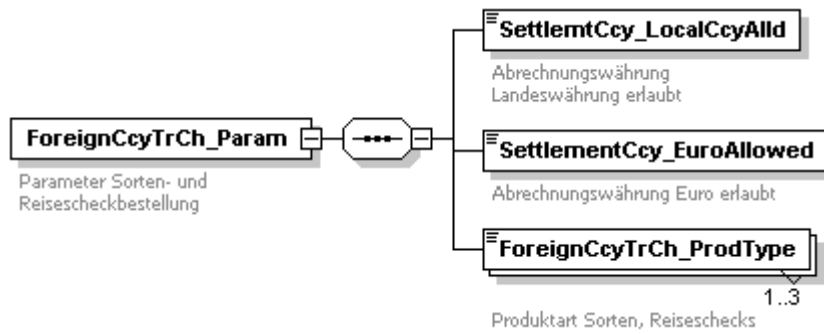 SettlemtCcy_LocalCcyAlld
Abrechnungswährung
Landeswährung erlaubt
ForeignCcyTrCh_Param
Parameter Sorten- und
Reisescheckbestellung
SettlementCcy_EuroAllowed
Abrechnungswährung Euro erlaubt
ForeignCcyTrCh_ProdType
1..3
Produktart Sorten, Reiseschecks